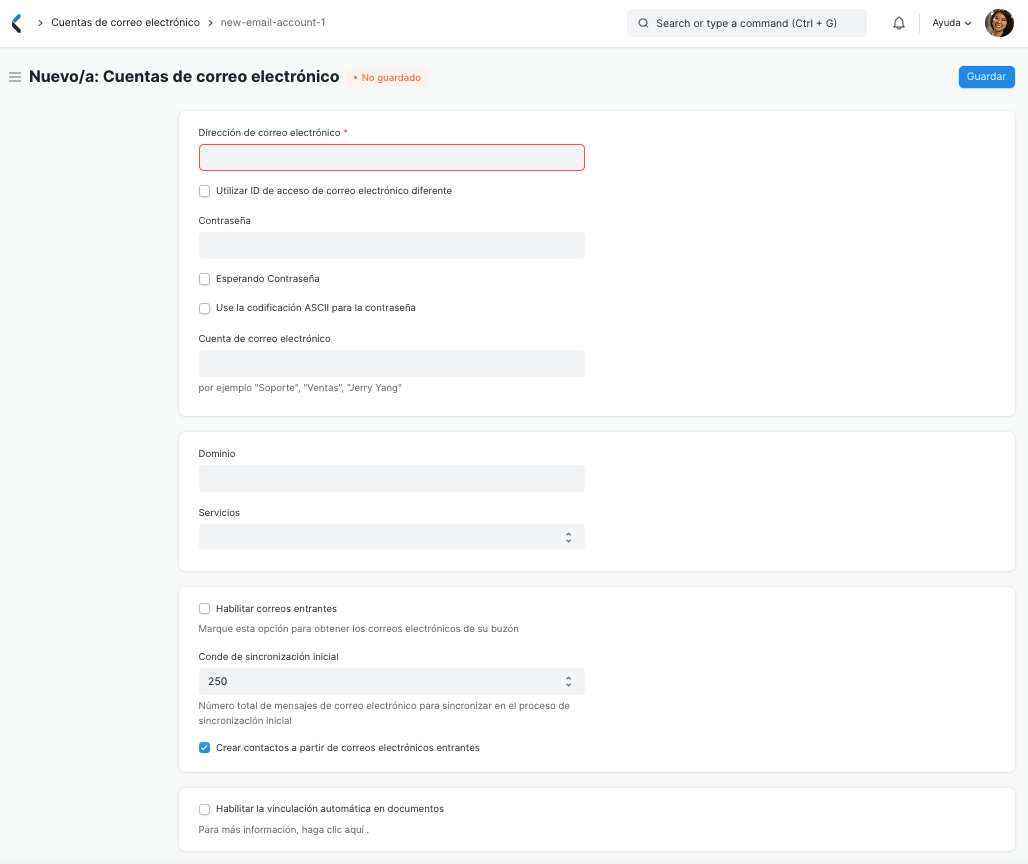 Cuentas de correo electrónico
new-email-account-1
Search or type a command (Ctrl + G)
Ayuda
Nuevo/a: Cuentas de correo electrónico
• No guardado
Guardar
Dirección de correo electrónico *
Utilizar ID de acceso de correo electrónico diferente
Contraseña
Esperando Contraseña
Use la codificación ASCII para la contraseña
Cuenta de correo electrónico
por ejemplo "Soporte", "Ventas", "Jerry Yang"
Dominio
Servicios
Habilitar correos entrantes
Marque esta opción para obtener los correos electrónicos de su buzón
Conde de sincronización inicial
250
Número total de mensajes de correo electrónico para sincronizar en el proceso de
sincronización inicial
Crear contactos a partir de correos electrónicos entrantes
Habilitar la vinculación automática en documentos
Para más información, haga clic aquí .